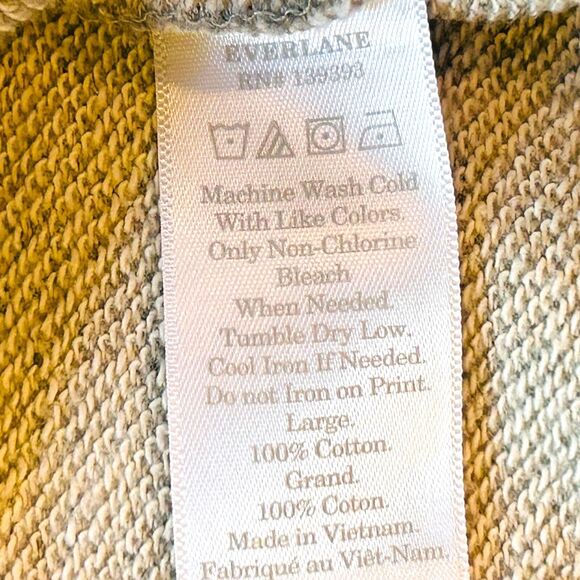 EVERLANE
RN# 139393
Machine Wash Cold
With Like Colors.
Only Non-Chlorine
Bleach
When Needed.
Tumble Dry Low.
Cool Iron If Needed.
Do not Iron on Print.
Large.
100% Cotton.
Grand.
100% Coton.
Made in Vietnam.
Fabriqué au Viêt-Nam.